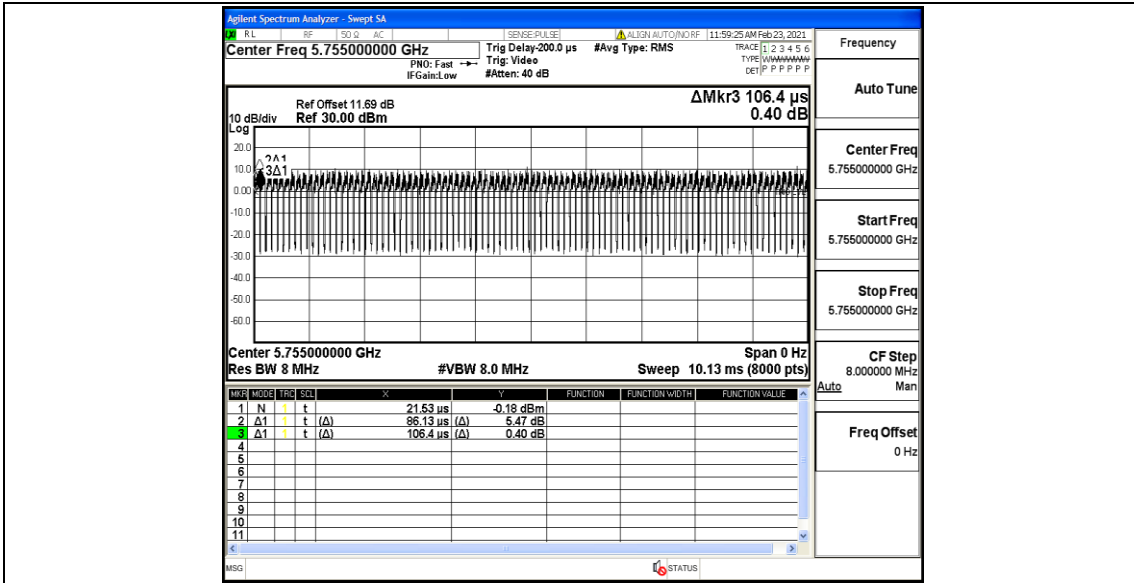 Agilent Spectrum Analyzer - Swept SA
LXI RL RF 50 Ω AC SENSE:PULSE ALIGN AUTO/NO RF 11:59:25 AM Feb 23, 2021
Center Freq 5.755000000 GHz
PNO: Fast
IFGain:Low
Trig Delay-200.0 µs
Trig: Video
#Atten: 40 dB
#Avg Type: RMS
TRACE 1 2 3 4 5 6
TYPE
DET P P P P P P
ΔMkr3 106.4 µs
0.40 dB
Ref Offset 11.69 dB
10 dB/div Ref 30.00 dBm
Log
20.0
10.0
0.00
-10.0
-20.0
-30.0
-40.0
-50.0
-60.0
2Δ1
3Δ1
Center 5.755000000 GHz Span 0 Hz
Res BW 8 MHz #VBW 8.0 MHz Sweep 10.13 ms (8000 pts)
MKR MODE TRC SCL X Y FUNCTION FUNCTION WIDTH FUNCTION VALUE
1 N 1 t 21.53 µs -0.18 dBm
2 Δ1 1 t (Δ) 86.13 µs (Δ) 5.47 dB
3 Δ1 1 t (Δ) 106.4 µs (Δ) 0.40 dB
4
5
6
7
8
9
10
11
MSG STATUS
Frequency
Auto Tune
Center Freq
5.755000000 GHz
Start Freq
5.755000000 GHz
Stop Freq
5.755000000 GHz
CF Step
8.000000 MHz
Auto Man
Freq Offset
0 Hz